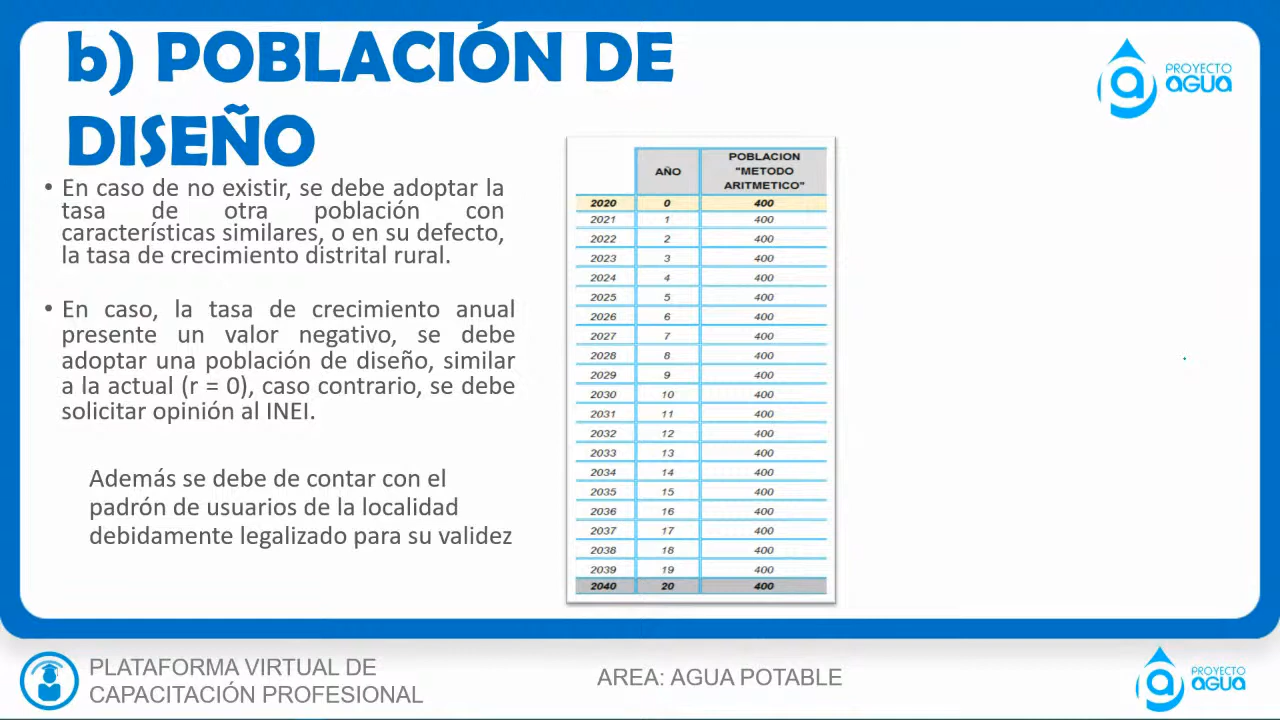 b) POBLACIÓN DE
DISEÑO
PROYECTO
AGUA
• En caso de no existir, se debe adoptar la
tasa de otra población con
características similares, o en su defecto,
la tasa de crecimiento distrital rural.
• En caso, la tasa de crecimiento anual
presente un valor negativo, se debe
adoptar una población de diseño, similar
a la actual (r = 0), caso contrario, se debe
solicitar opinión al INEI.
Además se debe de contar con el
padrón de usuarios de la localidad
debidamente legalizado para su validez
AÑO POBLACION
"METODO
ARITMETICO"
2020 0 400
2021 1 400
2022 2 400
2023 3 400
2024 4 400
2025 5 400
2026 6 400
2027 7 400
2028 8 400
2029 9 400
2030 10 400
2031 11 400
2032 12 400
2033 13 400
2034 14 400
2035 15 400
2036 16 400
2037 17 400
2038 18 400
2039 19 400
2040 20 400
PLATAFORMA VIRTUAL DE
CAPACITACIÓN PROFESIONAL
AREA: AGUA POTABLE
PROYECTO
AGUA